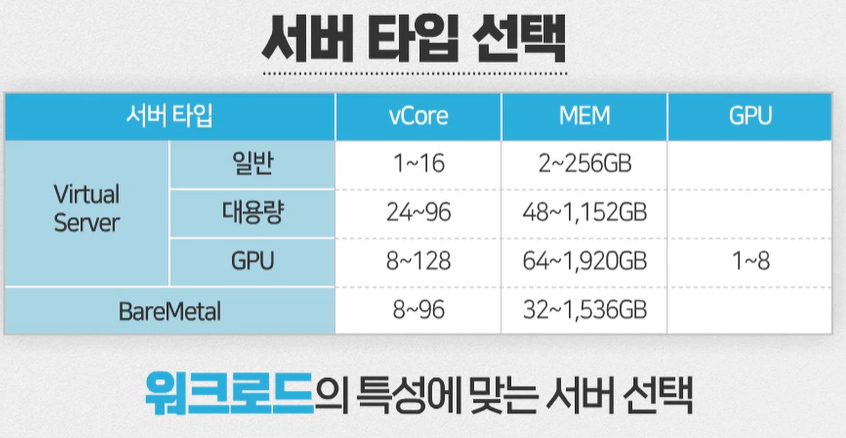 서버 타입 선택
서버 타입 vCore MEM GPU
Virtual Server
일반 1~16 2~256GB
대용량 24~96 48~1,152GB
GPU 8~128 64~1,920GB 1~8
BareMetal 8~96 32~1,536GB
워크로드의 특성에 맞는 서버 선택